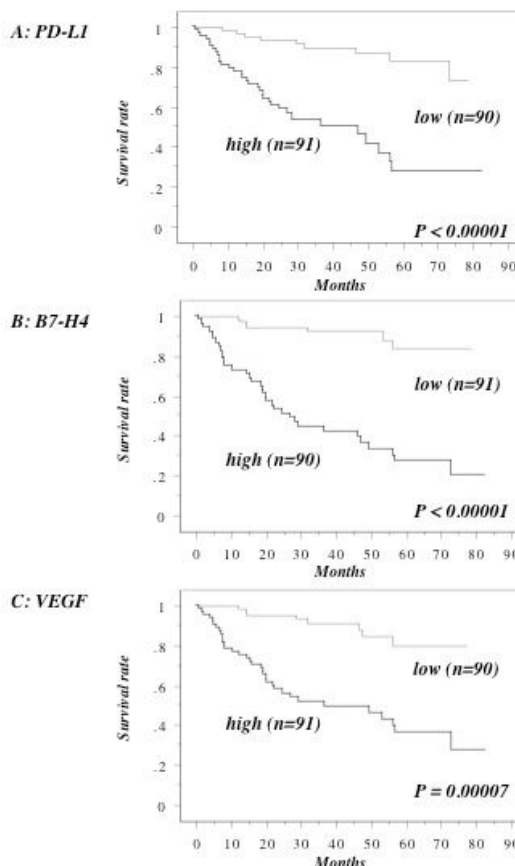 A: PD-L1
Survival rate
1
.8
.6
.4
.2
0
low (n=90)
high (n=91)
P < 0.00001
0 10 20 30 40 50 60 70 80 90
Months
B: B7-H4
Survival rate
1
.8
.6
.4
.2
0
low (n=91)
high (n=90)
P < 0.00001
0 10 20 30 40 50 60 70 80 90
Months
C: VEGF
Survival rate
1
.8
.6
.4
.2
0
low (n=90)
high (n=91)
P = 0.00007
0 10 20 30 40 50 60 70 80 90
Months